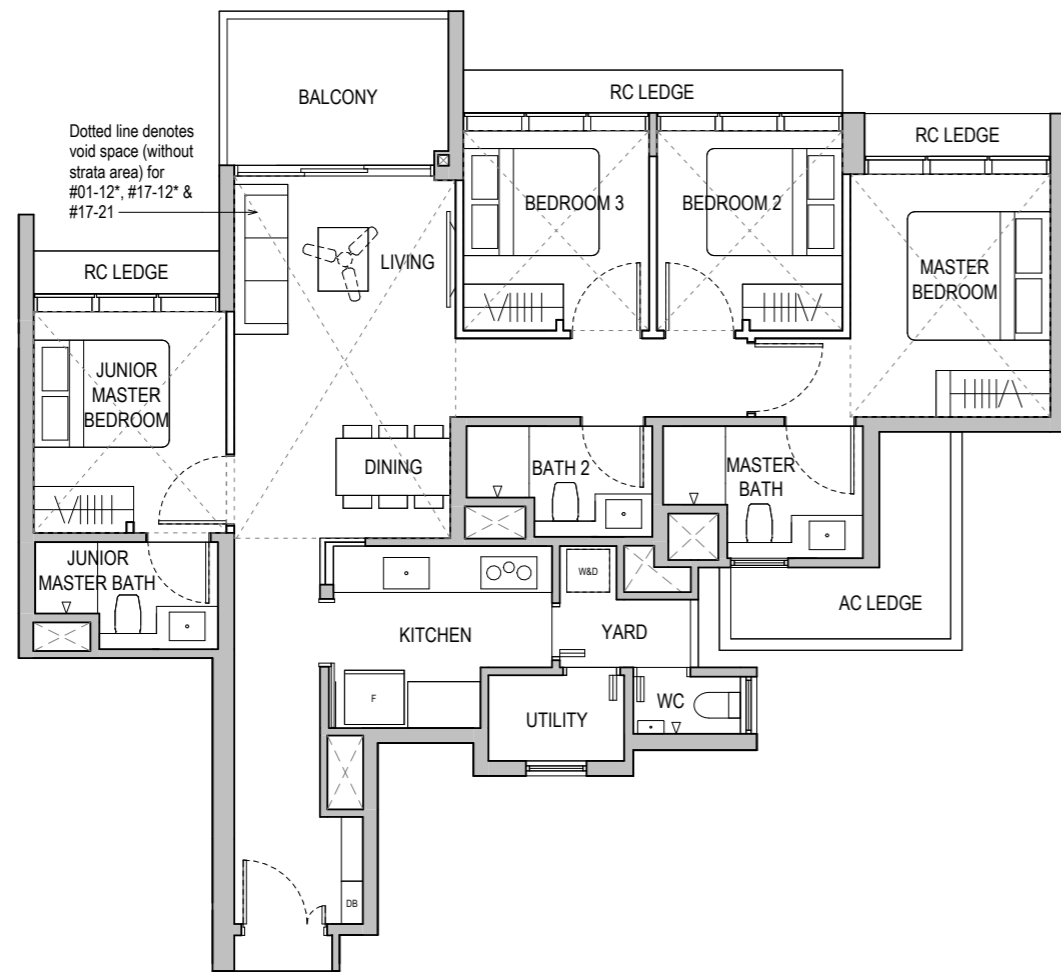 BALCONY
RC LEDGE
RC LEDGE
Dotted line denotes
void space (without
strata area) for
#01-12*, #17-12* &
#17-21
BEDROOM 3
BEDROOM 2
LIVING
RC LEDGE
MASTER
BEDROOM
JUNIOR
MASTER
BEDROOM
DINING
BATH 2
MASTER
BATH
JUNIOR
MASTER BATH
W&D
AC LEDGE
KITCHEN
YARD
F
WC
UTILITY
DB